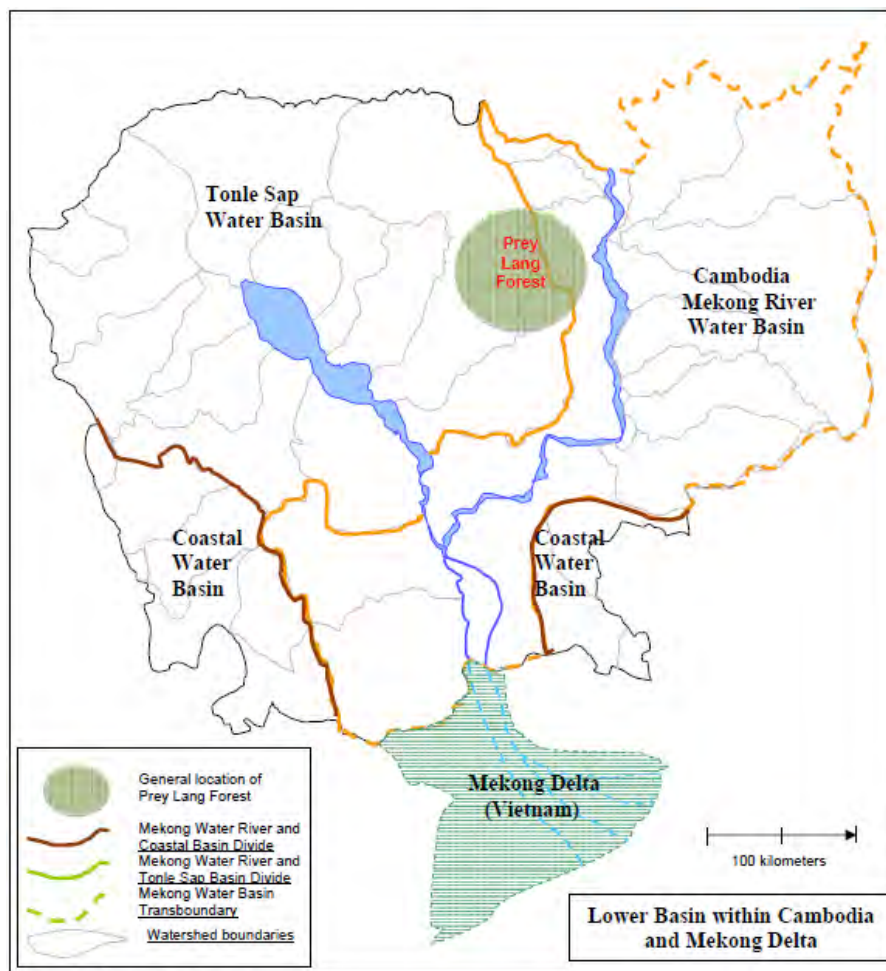 Tonle Sap
Water Basin
Prey
Lang
Forest
Cambodia
Mekong River
Water Basin
Coastal
Water
Basin
Coastal
Water
Basin
Mekong Delta
(Vietnam)
General location of
Prey Lang Forest
Mekong Water River and
Coastal Basin Divide
Mekong Water River and
Tonle Sap Basin Divide
Mekong Water Basin
Transboundary
Watershed boundaries
100 kilometers
Lower Basin within Cambodia
and Mekong Delta